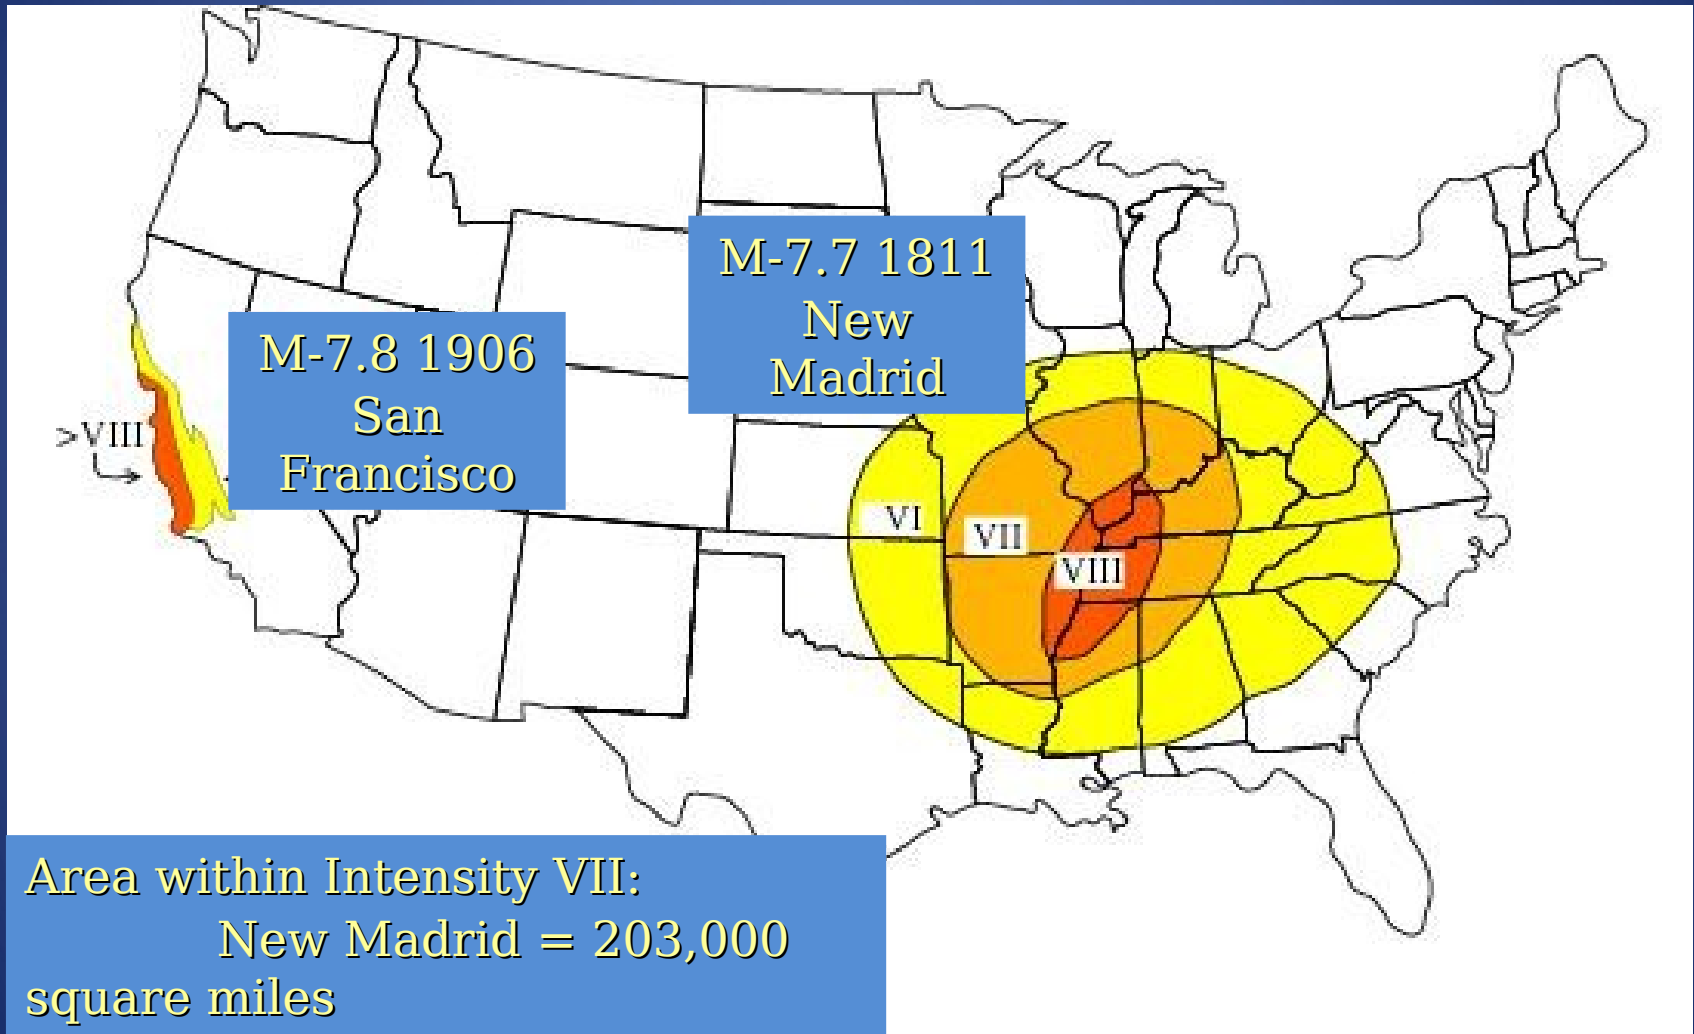 M-7.7 1811
New
Madrid
M-7.8 1906
San
Francisco
>VIII
VI
VII
VIII
Area within Intensity VII:
New Madrid = 203,000
square miles